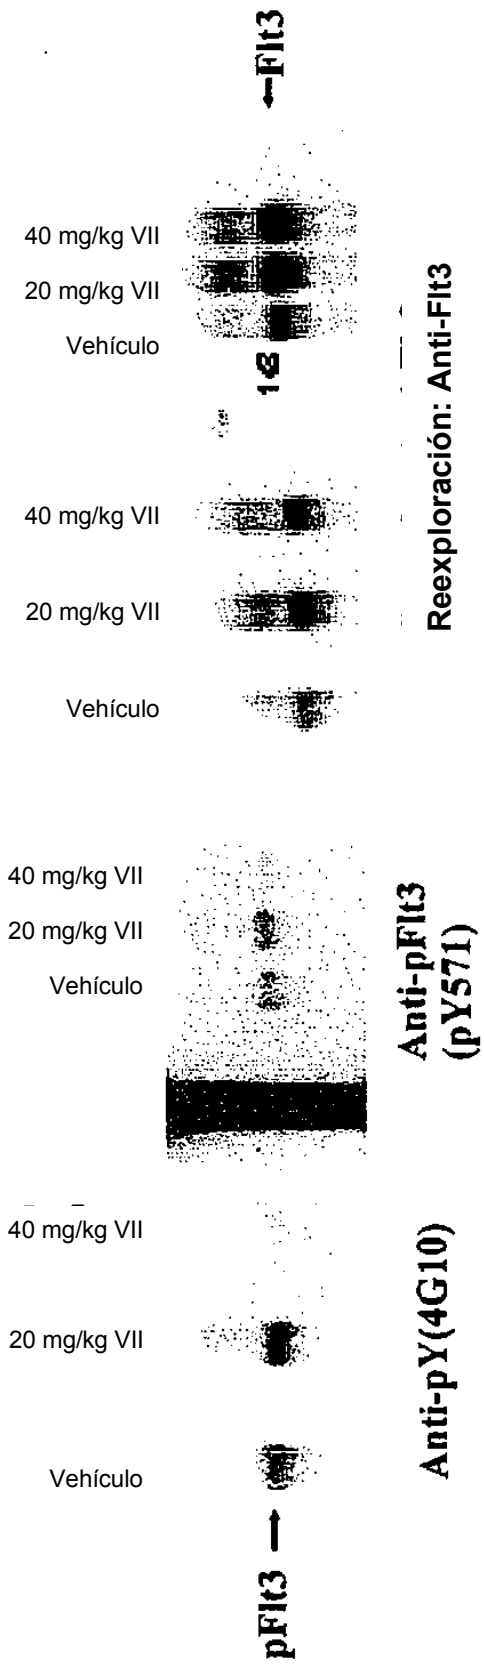 ←Flt3
40 mg/kg VII
20 mg/kg VII
Vehículo
40 mg/kg VII
20 mg/kg VII
Vehículo
Reexploración: Anti-Flt3
40 mg/kg VII
20 mg/kg VII
Vehículo
Anti-pFlt3
(pY571)
40 mg/kg VII
20 mg/kg VII
Vehículo
Anti-pY(4G10)
pFlt3 →